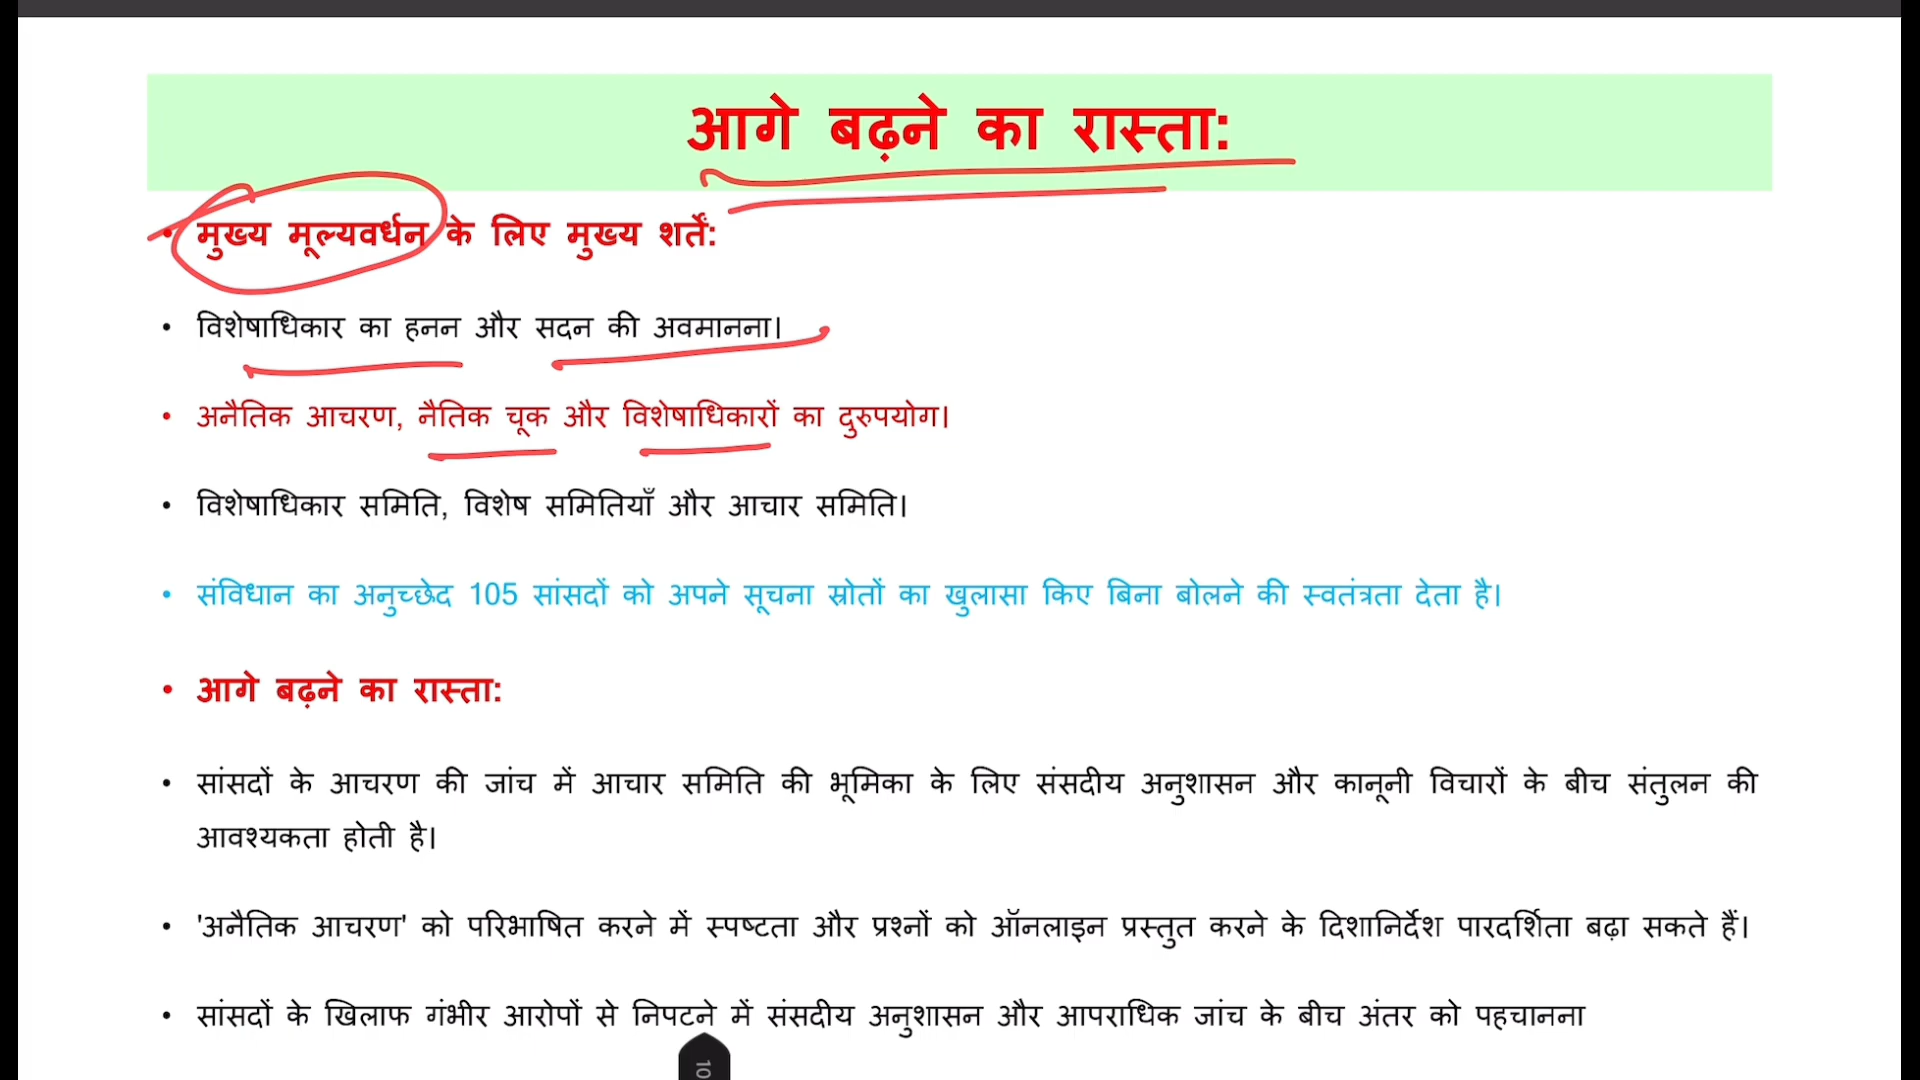 आगे बढ़ने का रास्ता:
• मुख्य मूल्यवर्धन के लिए मुख्य शर्तें:
• विशेषाधिकार का हनन और सदन की अवमानना।
• अनैतिक आचरण, नैतिक चूक और विशेषाधिकारों का दुरुपयोग।
• विशेषाधिकार समिति, विशेष समितियाँ और आचार समिति।
• संविधान का अनुच्छेद 105 सांसदों को अपने सूचना स्रोतों का खुलासा किए बिना बोलने की स्वतंत्रता देता है।
• आगे बढ़ने का रास्ता:
• सांसदों के आचरण की जांच में आचार समिति की भूमिका के लिए संसदीय अनुशासन और कानूनी विचारों के बीच संतुलन की
आवश्यकता होती है।
• 'अनैतिक आचरण' को परिभाषित करने में स्पष्टता और प्रश्नों को ऑनलाइन प्रस्तुत करने के दिशानिर्देश पारदर्शिता बढ़ा सकते हैं।
• सांसदों के खिलाफ गंभीर आरोपों से निपटने में संसदीय अनुशासन और आपराधिक जांच के बीच अंतर को पहचानना
10